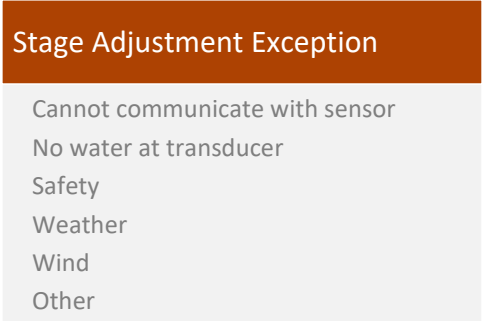 Stage Adjustment Exception
Cannot communicate with sensor
No water at transducer
Safety
Weather
Wind
Other